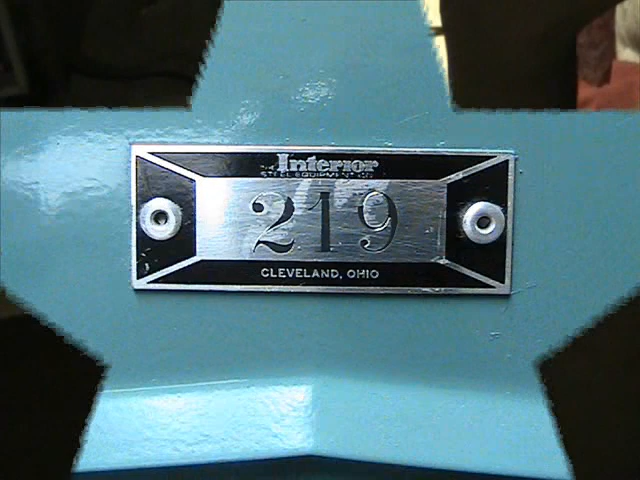 Interior
STEEL EQUIPMENT CO.
219
CLEVELAND, OHIO